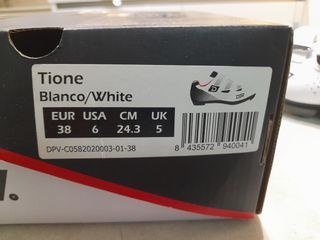 Tione
Blanco/White
EUR USA CM UK
38 6 24.3 5
DPV-C0582020003-01-38
8 435572 940041